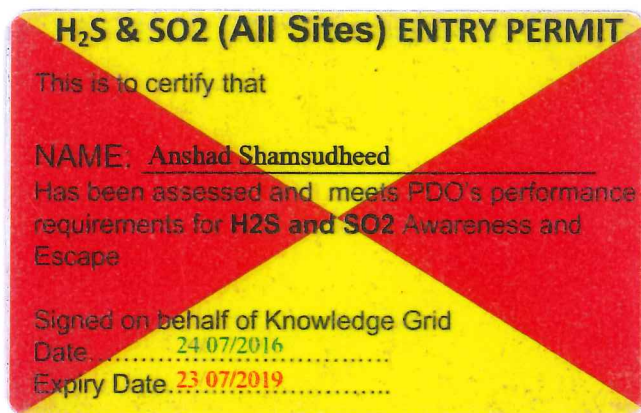 H₂S & SO2 (All Sites) ENTRY PERMIT
This is to certify that
NAME: Anshad Shamsudheed
Has been assessed and meets PDO's performance
requirements for H2S and SO2 Awareness and
Escape
Signed on behalf of Knowledge Grid
Date.......24/07/2016..................
Expiry Date.23/07/2019.............